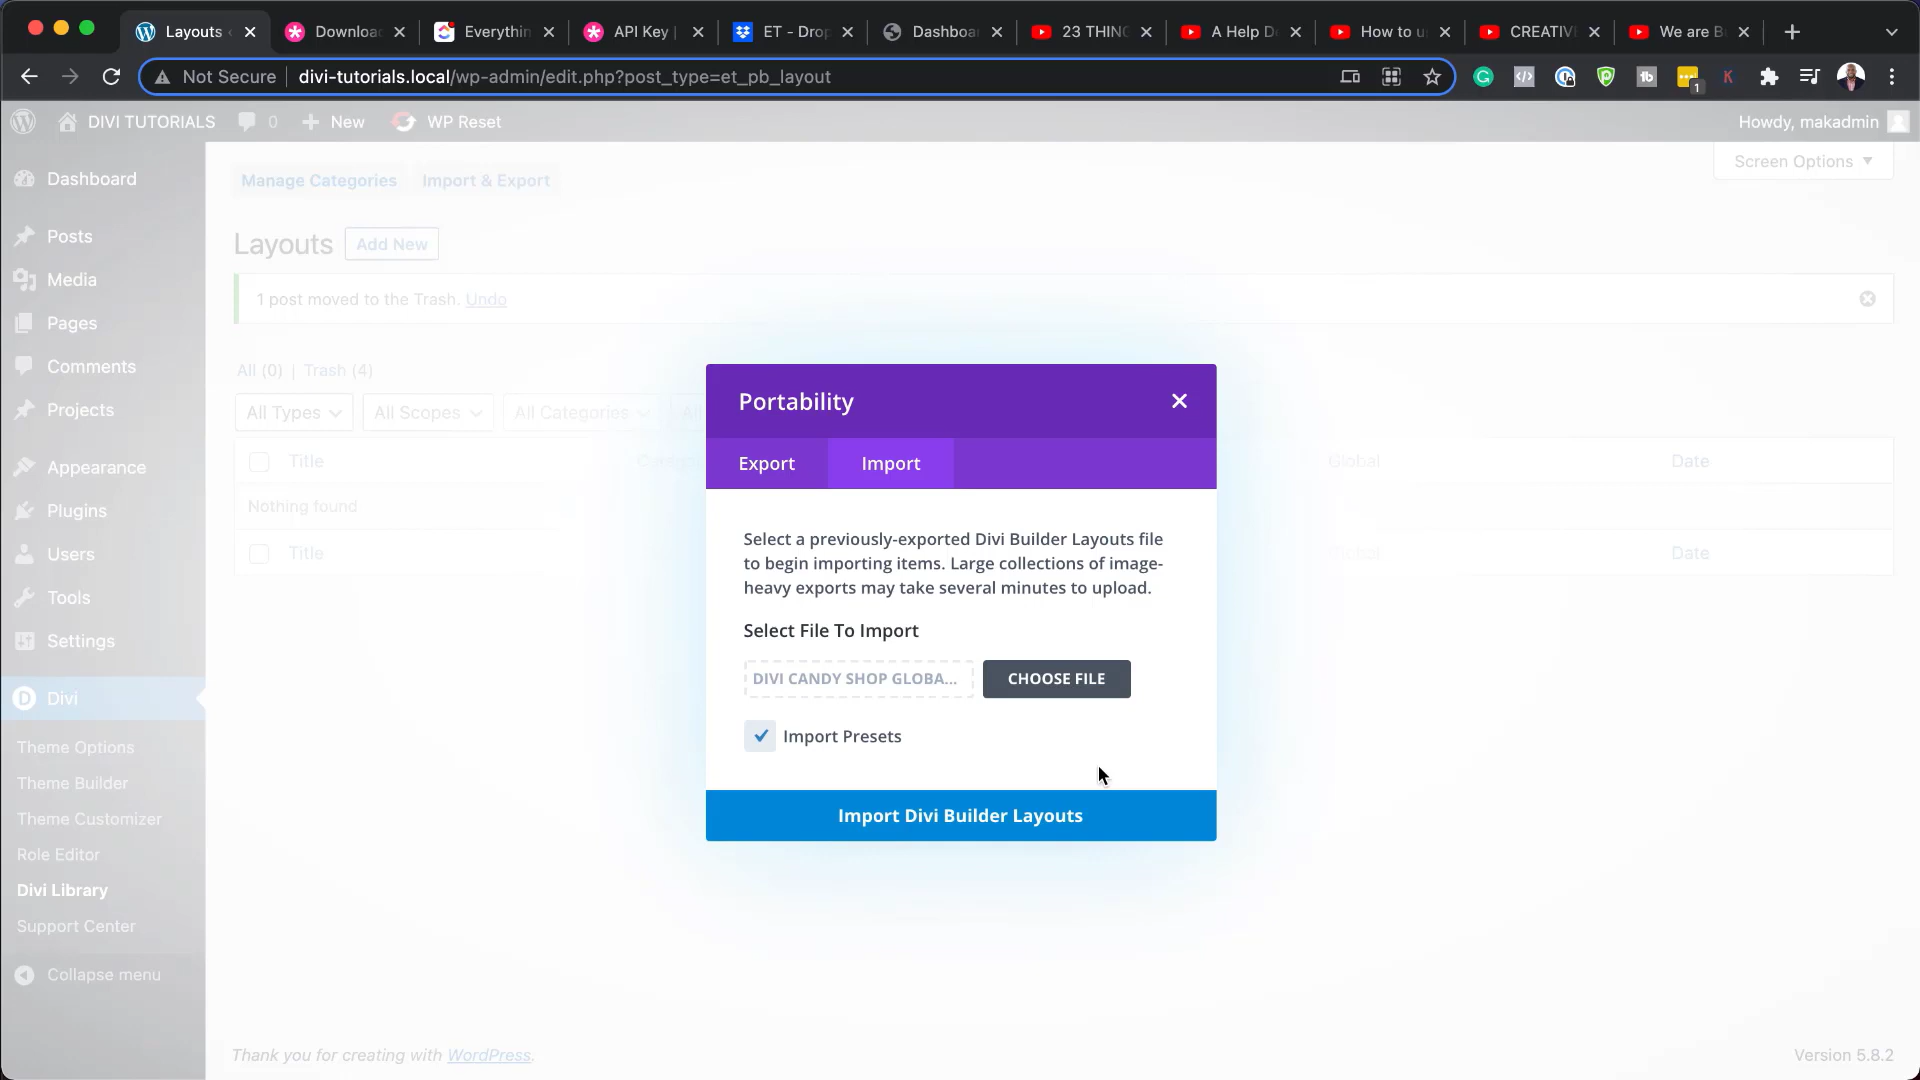 Layouts
Downloa
Everythin
API Key |
ET - Drop
Dashboa
23 THING
A Help D
How to u
CREATIV
We are B
Not Secure
divi-tutorials.local/wp-admin/edit.php?post_type=et_pb_layout
1
DIVI TUTORIALS
0
New
WP Reset
Howdy, makadmin
Dashboard
Posts
Media
Pages
Comments
Projects
Appearance
Plugins
Users
Tools
Settings
Divi
Theme Options
Theme Builder
Theme Customizer
Role Editor
Divi Library
Support Center
Collapse menu
Manage Categories
Import & Export
Screen Options
Layouts
Add New
1 post moved to the Trash. Undo
All (0) | Trash (4)
All Types
All Scopes
All Categories
All
Title
Global
Date
Nothing found
Title
Global
Date
Portability
Export
Import
Select a previously-exported Divi Builder Layouts file
to begin importing items. Large collections of image-
heavy exports may take several minutes to upload.
Select File To Import
DIVI CANDY SHOP GLOBA...
CHOOSE FILE
Import Presets
Import Divi Builder Layouts
Thank you for creating with WordPress.
Version 5.8.2